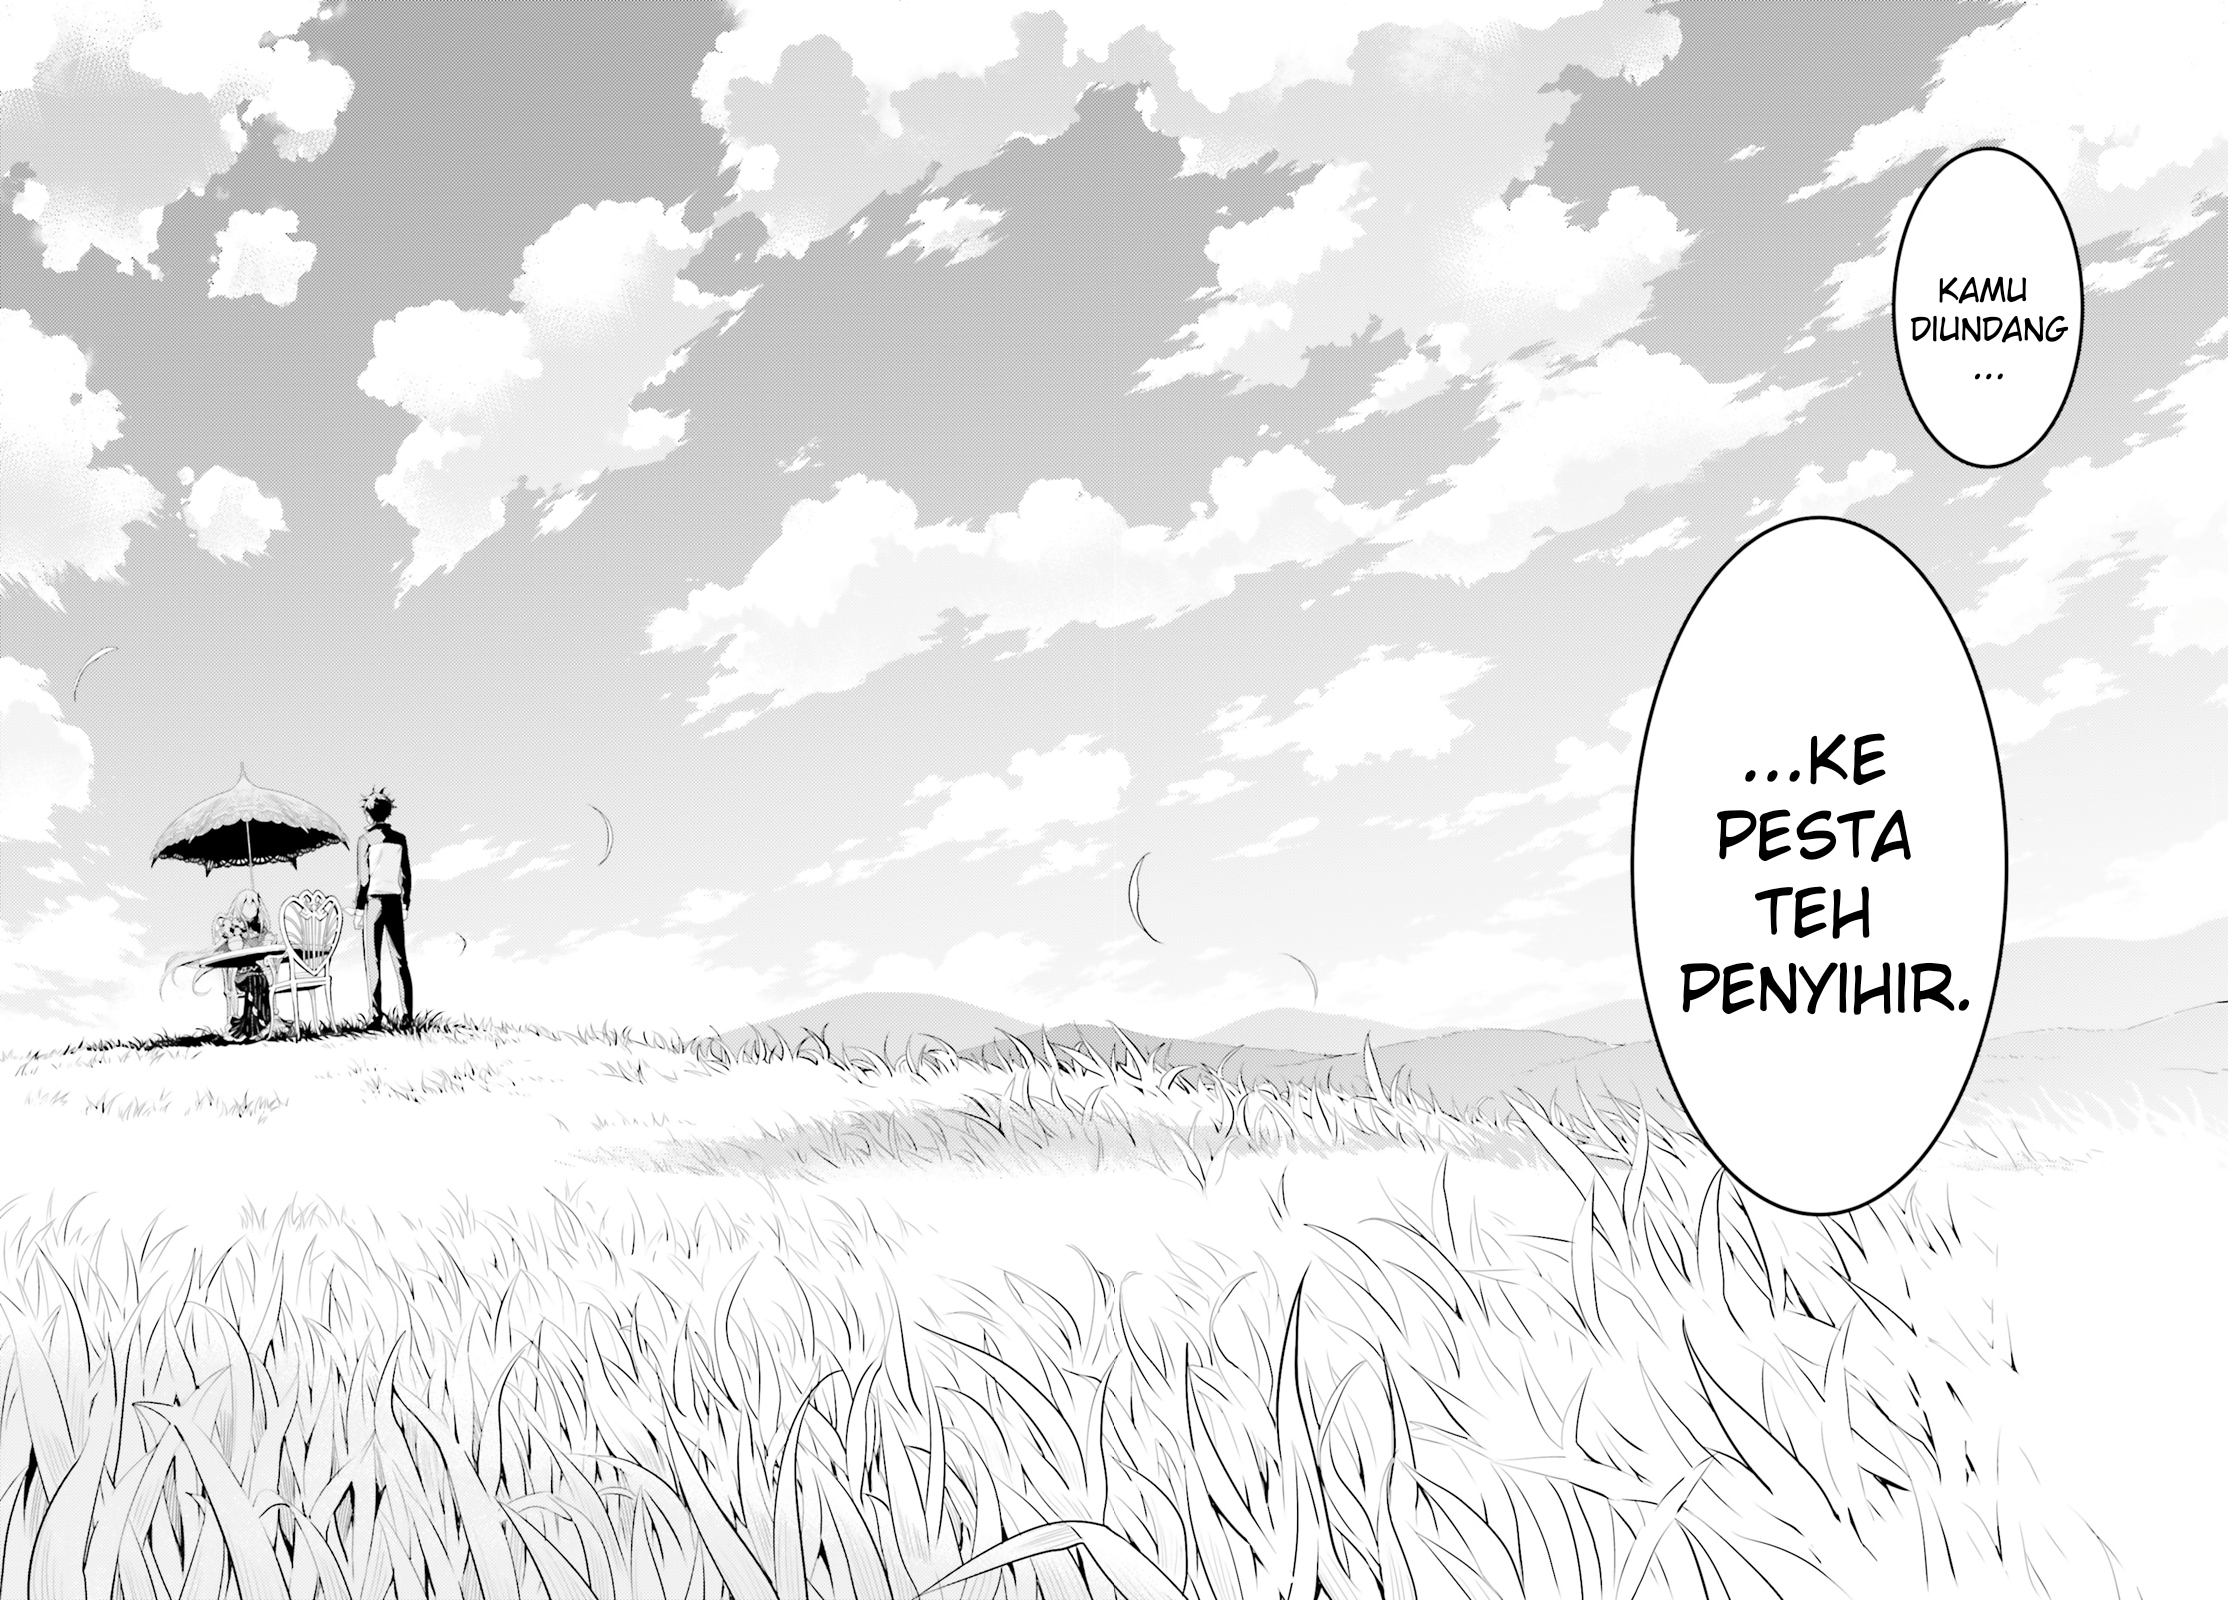 KAMU
DIUNDANG
...
...KE
PESTA
TEH
PENYIHIR.